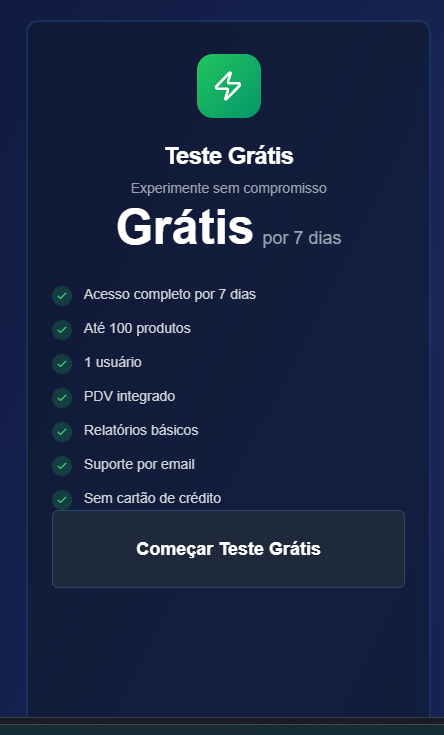 Teste Grátis
Experimente sem compromisso
Grátis por 7 dias
Acesso completo por 7 dias
Até 100 produtos
1 usuário
PDV integrado
Relatórios básicos
Suporte por email
Sem cartão de crédito
Começar Teste Grátis